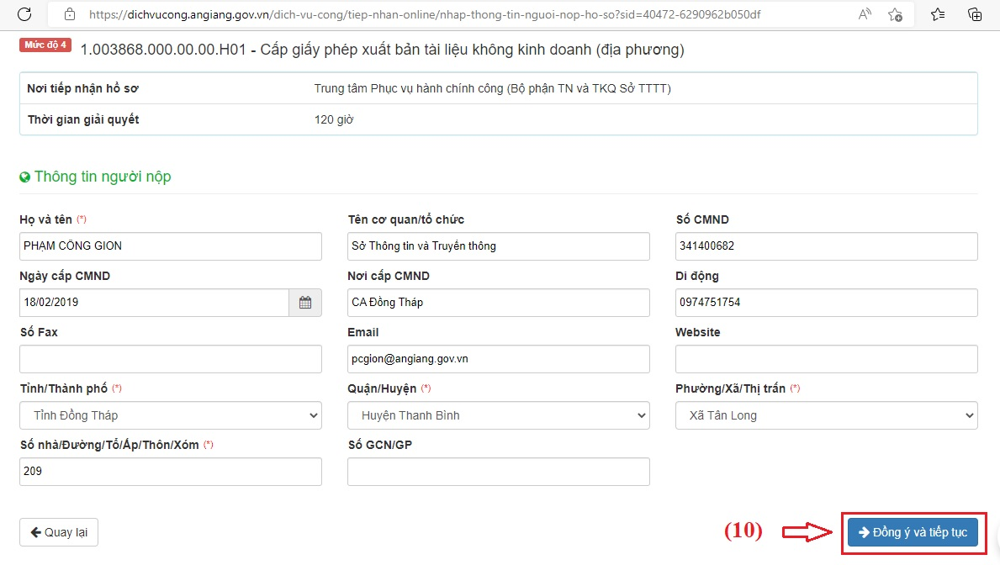 https://dichvucong.angiang.gov.vn/dich-vu-cong/tiep-nhan-online/nhap-thong-tin-nguoi-nop-ho-so?sid=40472-6290962b050df
Mức độ 4 1.003868.000.00.00.H01 - Cấp giấy phép xuất bản tài liệu không kinh doanh (địa phương)
Nơi tiếp nhận hồ sơ Trung tâm Phục vụ hành chính công (Bộ phận TN và TKQ Sở TTTT)
Thời gian giải quyết 120 giờ
Thông tin người nộp
Họ và tên (*) Tên cơ quan/tổ chức Số CMND
PHẠM CÔNG GION Sở Thông tin và Truyền thông 341400682
Ngày cấp CMND Nơi cấp CMND Di động
18/02/2019 CA Đồng Tháp 0974751754
Số Fax Email Website
pcgion@angiang.gov.vn
Tỉnh/Thành phố (*) Quận/Huyện (*) Phường/Xã/Thị trấn (*)
Tỉnh Đồng Tháp Huyện Thanh Bình Xã Tân Long
Số nhà/Đường/Tổ/Ấp/Thôn/Xóm (*) Số GCN/GP
209
Quay lại (10) Đồng ý và tiếp tục